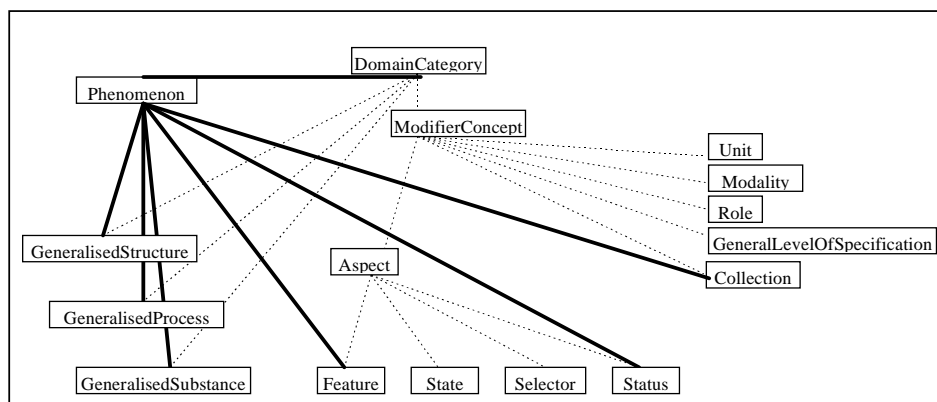 DomainCategory
Phenomenon
ModifierConcept
Unit
Modality
Role
GeneralLevelOfSpecification
GeneralisedStructure
Aspect
Collection
GeneralisedProcess
GeneralisedSubstance
Feature
State
Selector
Status